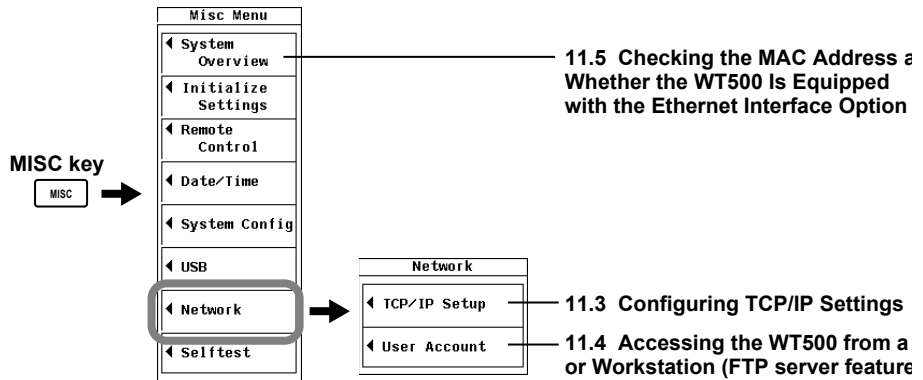 Misc Menu
System
Overview
Initialize
Settings
Remote
Control
Date/Time
System Config
USB
Network
Selftest
MISC key
MISC
Network
TCP/IP Setup
User Account
11.5 Checking the MAC Address a
Whether the WT500 Is Equipped
with the Ethernet Interface Option
11.3 Configuring TCP/IP Settings
11.4 Accessing the WT500 from a
or Workstation (FTP server feature